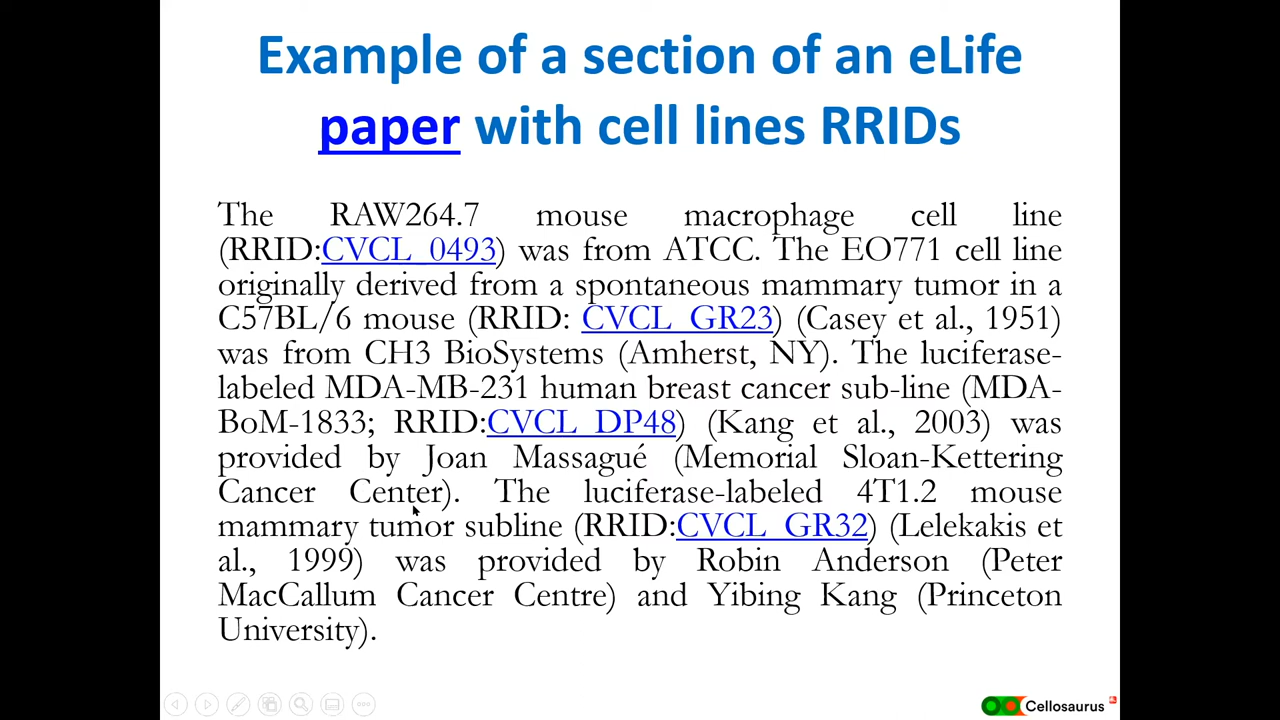 Example of a section of an eLife
paper with cell lines RRIDs
The RAW264.7 mouse macrophage cell line
(RRID:CVCL_0493) was from ATCC. The EO771 cell line
originally derived from a spontaneous mammary tumor in a
C57BL/6 mouse (RRID: CVCL_GR23) (Casey et al., 1951)
was from CH3 BioSystems (Amherst, NY). The luciferase-
labeled MDA-MB-231 human breast cancer sub-line (MDA-
BoM-1833; RRID:CVCL_DP48) (Kang et al., 2003) was
provided by Joan Massagué (Memorial Sloan-Kettering
Cancer Center). The luciferase-labeled 4T1.2 mouse
mammary tumor subline (RRID:CVCL_GR32) (Lelekakis et
al., 1999) was provided by Robin Anderson (Peter
MacCallum Cancer Centre) and Yibing Kang (Princeton
University).
Cellosaurus